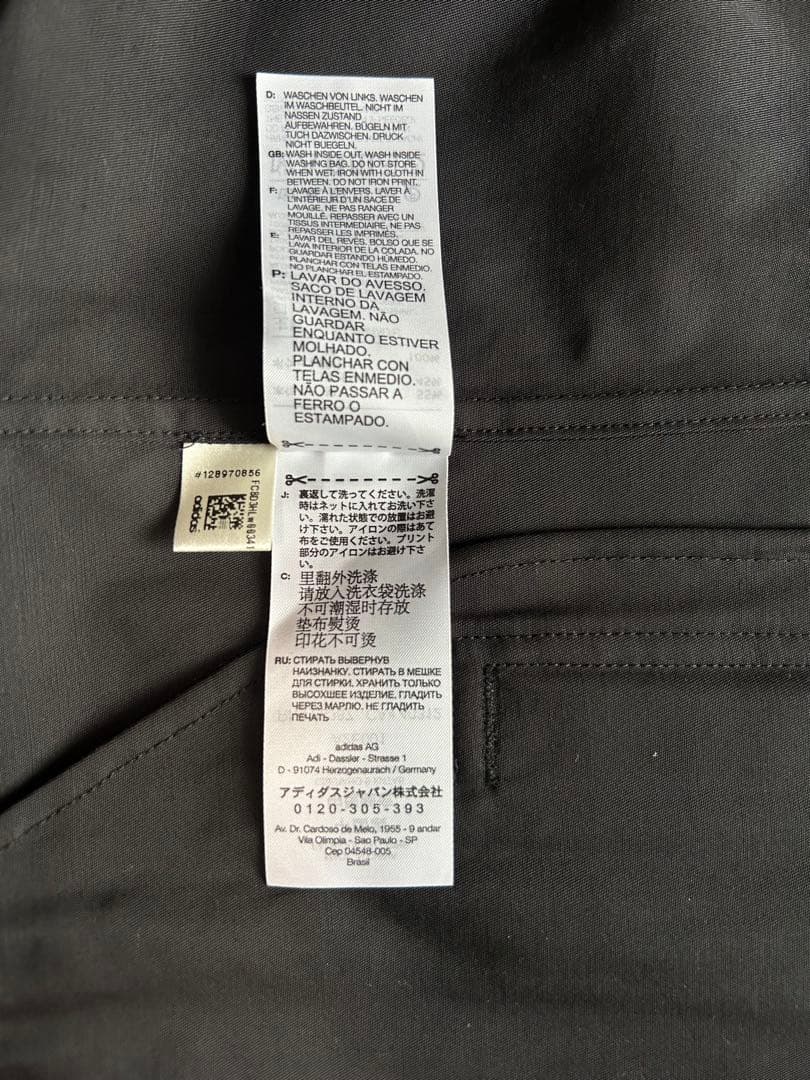 D: WASCHEN VON LINKS. WASCHEN
IM WASCHBEUTEL. NICHT IM
NASSEN ZUSTAND
AUFBEWAHREN. BÜGELN MIT
TUCH DAZWISCHEN. DRUCK
NICHT BUEGELN.
GB: WASH INSIDE OUT. WASH INSIDE
WASHING BAG. DO NOT STORE
WHEN WET. IRON WITH CLOTH IN
BETWEEN. DO NOT IRON PRINT.
F: LAVAGE À L'ENVERS. LAVER À
L'INTÉRIEUR D'UN SACE DE
LAVAGE. NE PAS RANGER
MOUILLÉ. REPASSER AVEC UN
TISSUS INTERMEDIAIRE, NE PAS
REPASSER LES IMPRIMÉS.
E: LAVAR DEL REVÉS. BOLSO QUE SE
LAVA INTERIOR DE LA COLADA. NO
GUARDAR ESTANDO HÚMEDO.
PLANCHAR CON TELAS ENMEDIO.
NO PLANCHAR EL ESTAMPADO.
P: LAVAR DO AVESSO.
SACO DE LAVAGEM
INTERNO DA
LAVAGEM. NÃO
GUARDAR
ENQUANTO ESTIVER
MOLHADO.
PLANCHAR CON
TELAS ENMEDIO.
NÃO PASSAR A
FERRO O
ESTAMPADO.
#128970856
adidas
J: 裏返して洗ってください。洗濯
時はネットに入れてお洗い下さ
い。濡れた状態での放置はお避
け下さい。アイロンの際はあて
布をご使用ください。プリント
部分のアイロンはお避け下さ
い。
C: 里翻外洗涤
请放入洗衣袋洗涤
不可潮湿时存放
垫布熨烫
印花不可烫
RU: СТИРАТЬ ВЫВЕРНУВ
НАИЗНАНКУ. СТИРАТЬ В МЕШКЕ
ДЛЯ СТИРКИ. ХРАНИТЬ ТОЛЬКО
ВЫСОХШЕЕ ИЗДЕЛИЕ. ГЛАДИТЬ
ЧЕРЕЗ МАРЛЮ. НЕ ГЛАДИТЬ
ПЕЧАТЬ
adidas AG
Adi - Dassler - Strasse 1
D - 91074 Herzogenaurach / Germany
アディダスジャパン株式会社
0120-305-393
Av. Dr. Cardoso de Melo, 1955 - 9 andar
Vila Olimpia - Sao Paulo - SP
Cep 04548-005
Brasil